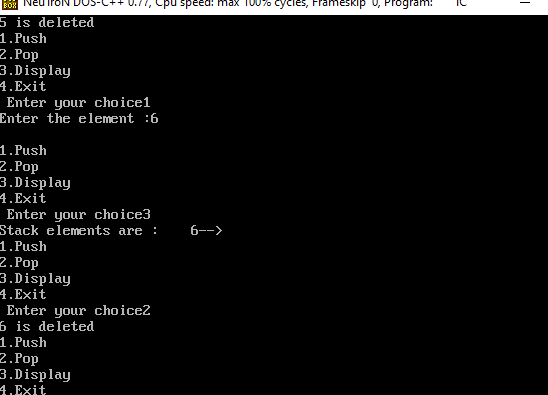 NeuTroN DOS-C++ 0.77, Cpu speed: max 100% cycles, Frameskip 0, Program: TC
BOX
5 is deleted
1.Push
2.Pop
3.Display
4.Exit
Enter your choice1
Enter the element :6
1.Push
2.Pop
3.Display
4.Exit
Enter your choice3
Stack elements are : 6-->
1.Push
2.Pop
3.Display
4.Exit
Enter your choice2
6 is deleted
1.Push
2.Pop
3.Display
4.Exit